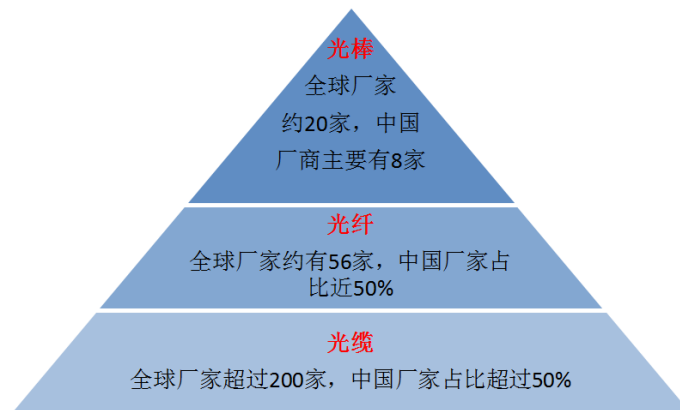 光棒
全球厂家
约20家，中国
厂商主要有8家
光纤
全球厂家约有56家，中国厂家占
比近50%
光缆
全球厂家超过200家，中国厂家占比超过50%